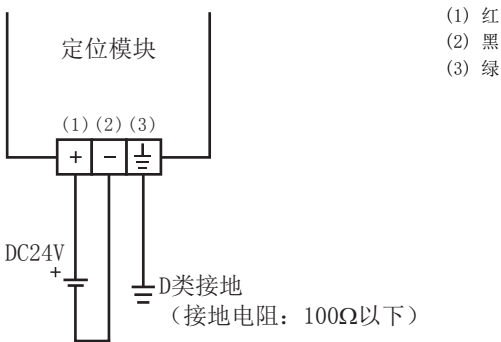 (1) 红
(2) 黑
(3) 绿
定位模块
(1)(2)(3)
+ −
DC24V
+
D类接地
（接地电阻：100Ω以下）